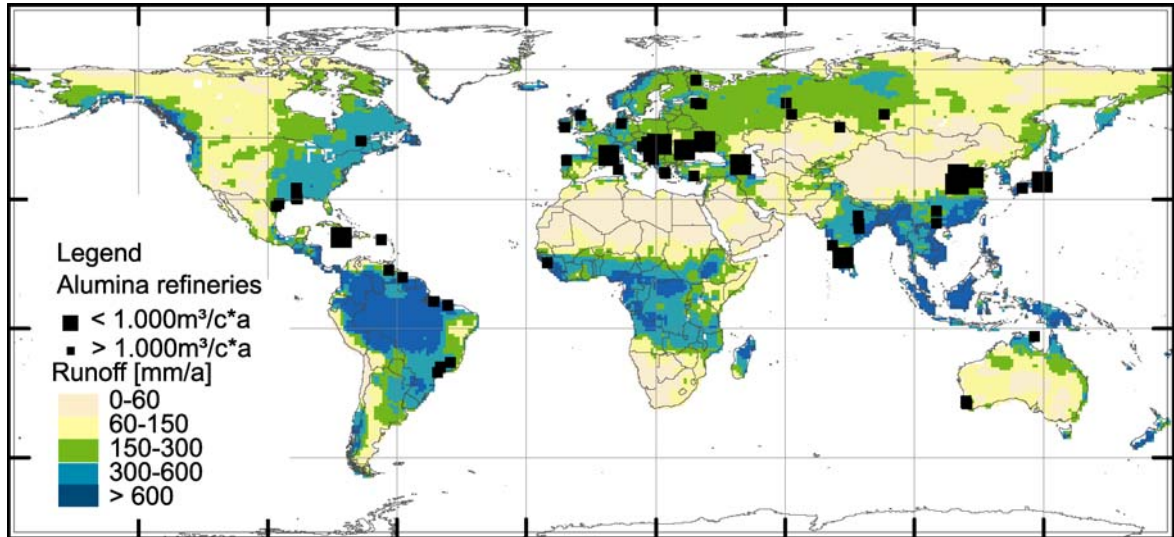 Legend
Alumina refineries
< 1.000m³/c*a
> 1.000m³/c*a
Runoff [mm/a]
0-60
60-150
150-300
300-600
> 600